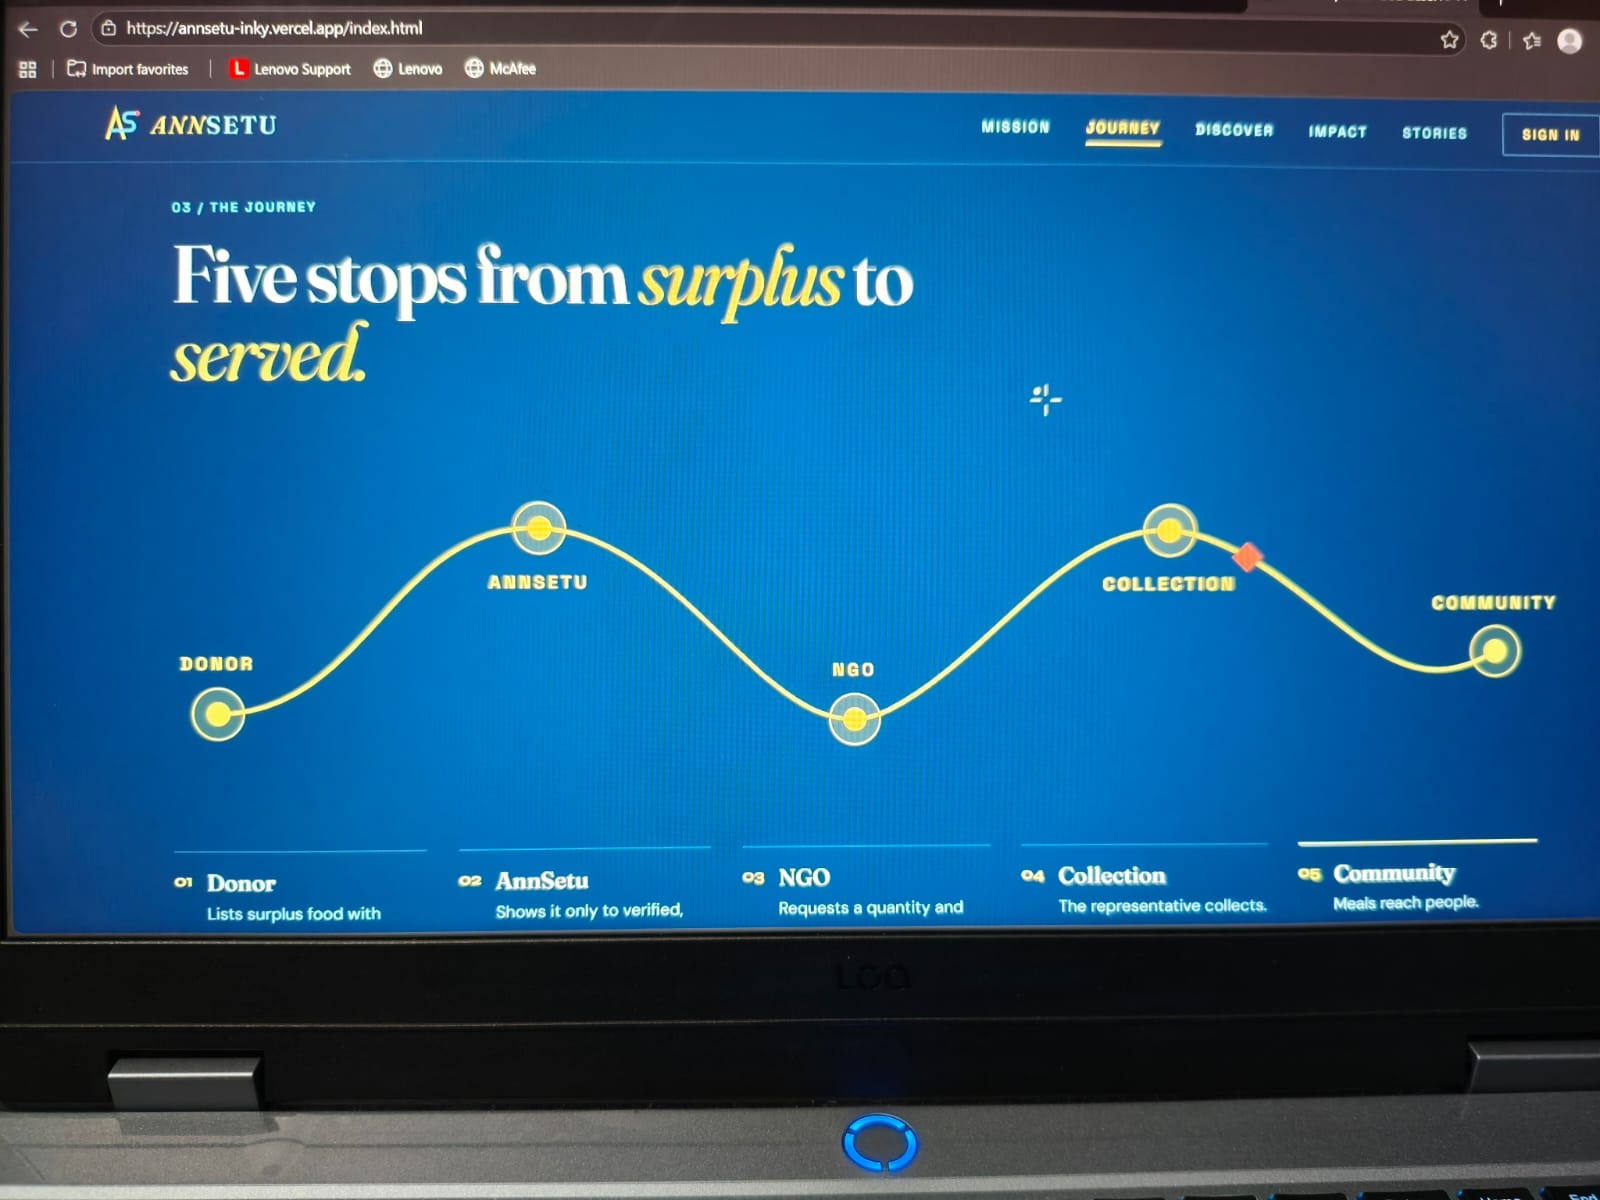 https://annsetu-inky.vercel.app/index.html
Import favorites
Lenovo Support
Lenovo
McAfee
AS ANNSETU
MISSION
JOURNEY
DISCOVER
IMPACT
STORIES
SIGN IN
03 / THE JOURNEY
Five stops from surplus to
served.
ANNSETU
COLLECTION
COMMUNITY
DONOR
NGO
01 Donor
Lists surplus food with
02 AnnSetu
Shows it only to verified,
03 NGO
Requests a quantity and
04 Collection
The representative collects.
05 Community
Meals reach people.
LOQ
End